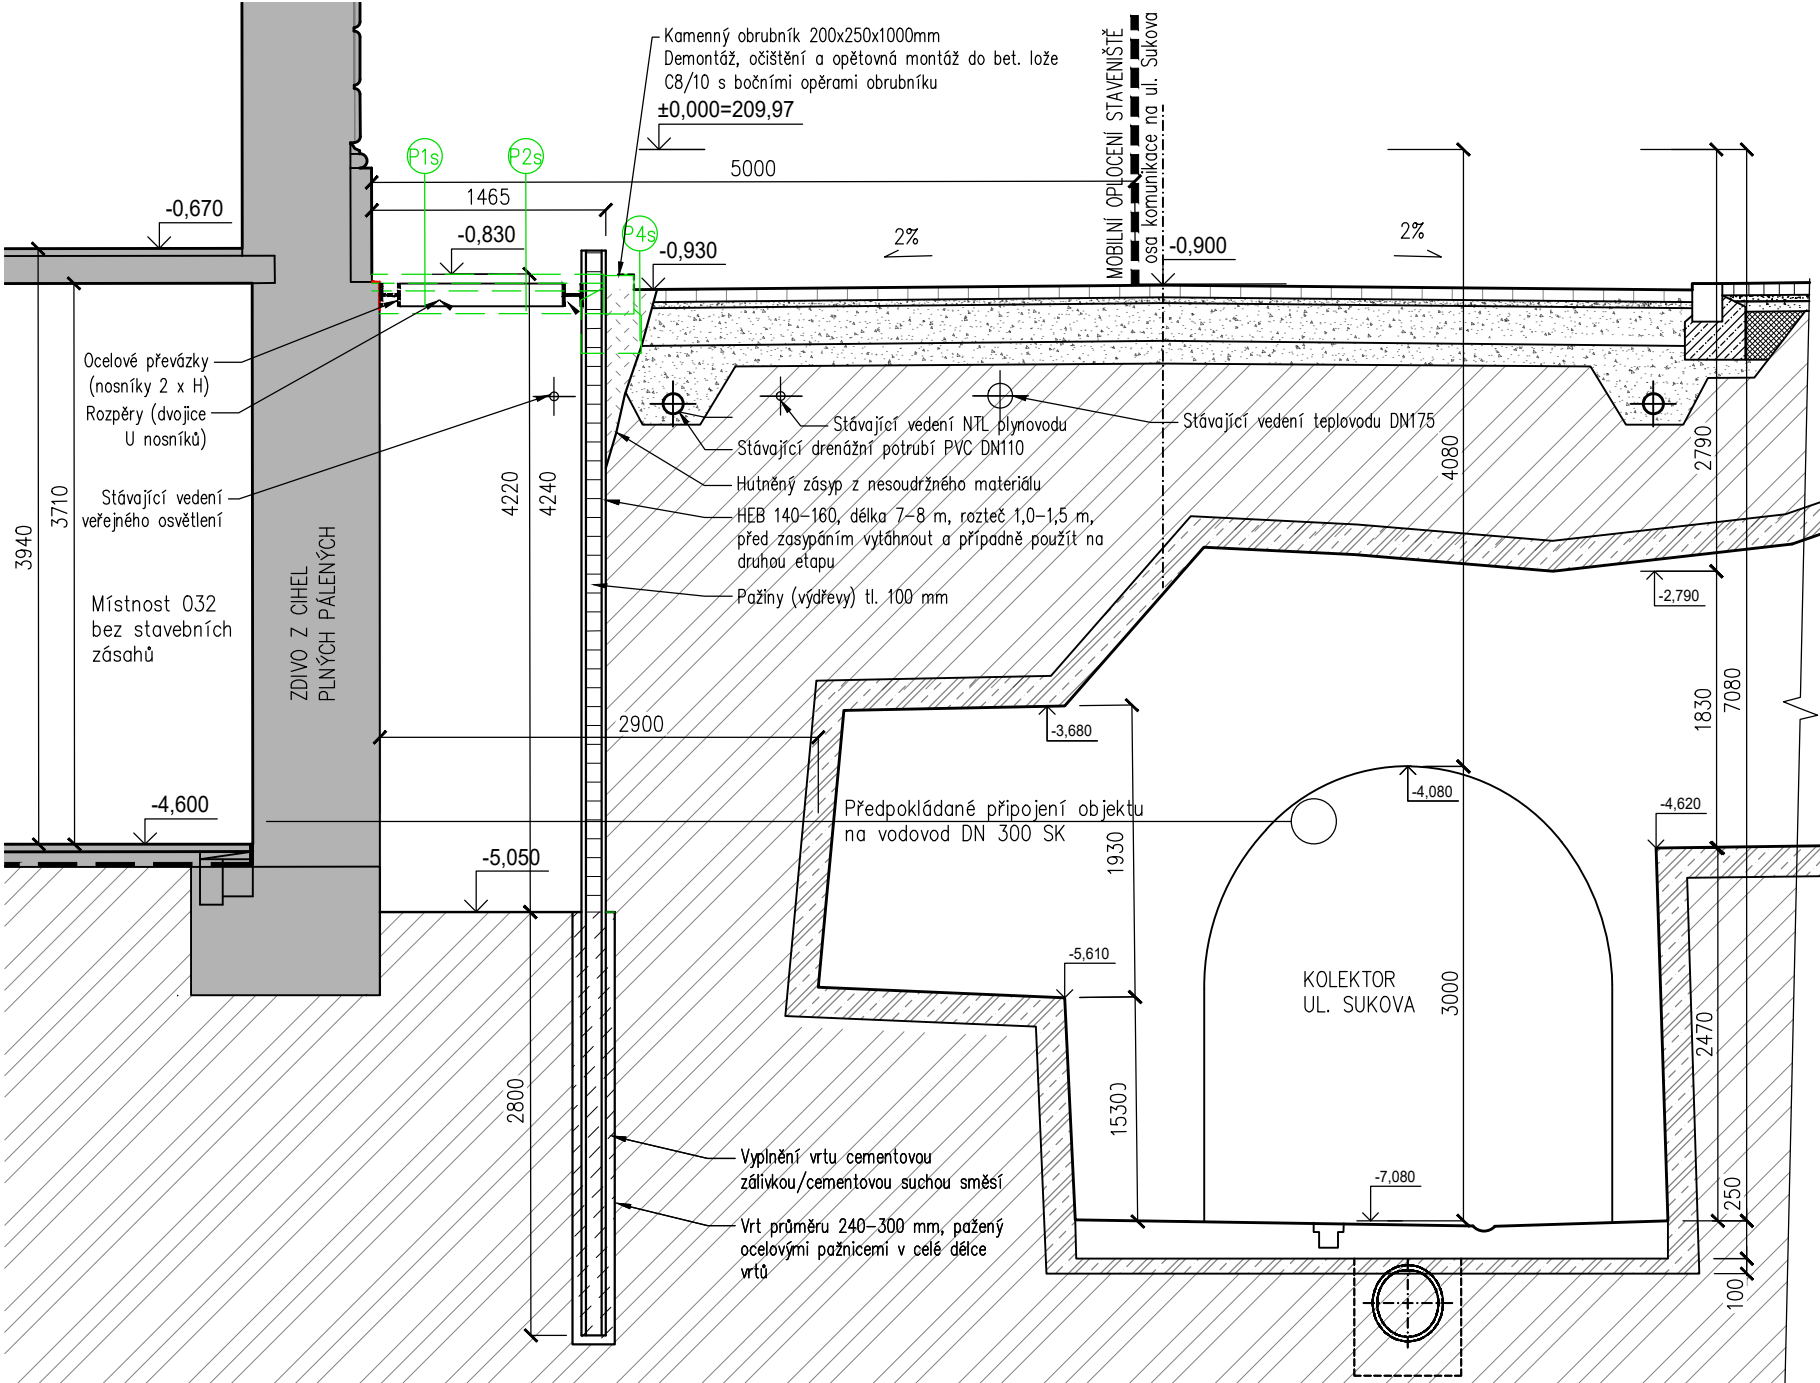 Kamenný obrubník 200x250x1000mm
Demontáž, očištění a opětovná montáž do bet. lože
C8/10 s bočními opěrami obrubníku
±0,000=209,97
MOBILNÍ OPLOCENÍ STAVENIŠTĚ
osa komunikace na ul. Sukova
P1s
P2s
P4s
5000
1465
-0,670
-0,830
-0,930
-0,900
2%
2%
Ocelové převázky
(nosníky 2 x H)
Rozpěry (dvojice
U nosníků)
Stávající vedení
veřejného osvětlení
Stávající vedení NTL plynovodu
Stávající vedení teplovodu DN175
Stávající drenážní potrubí PVC DN110
Hutněný zásyp z nesoudržného materiálu
HEB 140-160, délka 7-8 m, rozteč 1,0-1,5 m,
před zasypáním vytáhnout a případně použít na
druhou etapu
Pažiny (výdřevy) tl. 100 mm
3940
3710
4220
4240
4080
2790
Místnost 032
bez stavebních
zásahů
ZDIVO Z CIHEL
PLNÝCH PÁLENÝCH
-2,790
1830
7080
2900
-3,680
-4,080
-4,600
-4,620
Předpokládané připojení objektu
na vodovod DN 300 SK
1930
-5,050
-5,610
KOLEKTOR
UL. SUKOVA
3000
2470
2800
15300
Vyplnění vrtu cementovou
zálivkou/cementovou suchou směsí
-7,080
250
Vrt průměru 240-300 mm, pažený
ocelovými pažnicemi v celé délce
vrtů
100